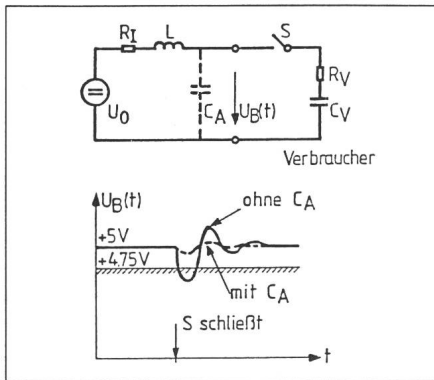 R_I
L
S
U_0
C_A
U_B(t)
R_V
C_V
Verbraucher
U_B(t)
ohne C_A
+5V
+4.75V
mit C_A
S schließt
t